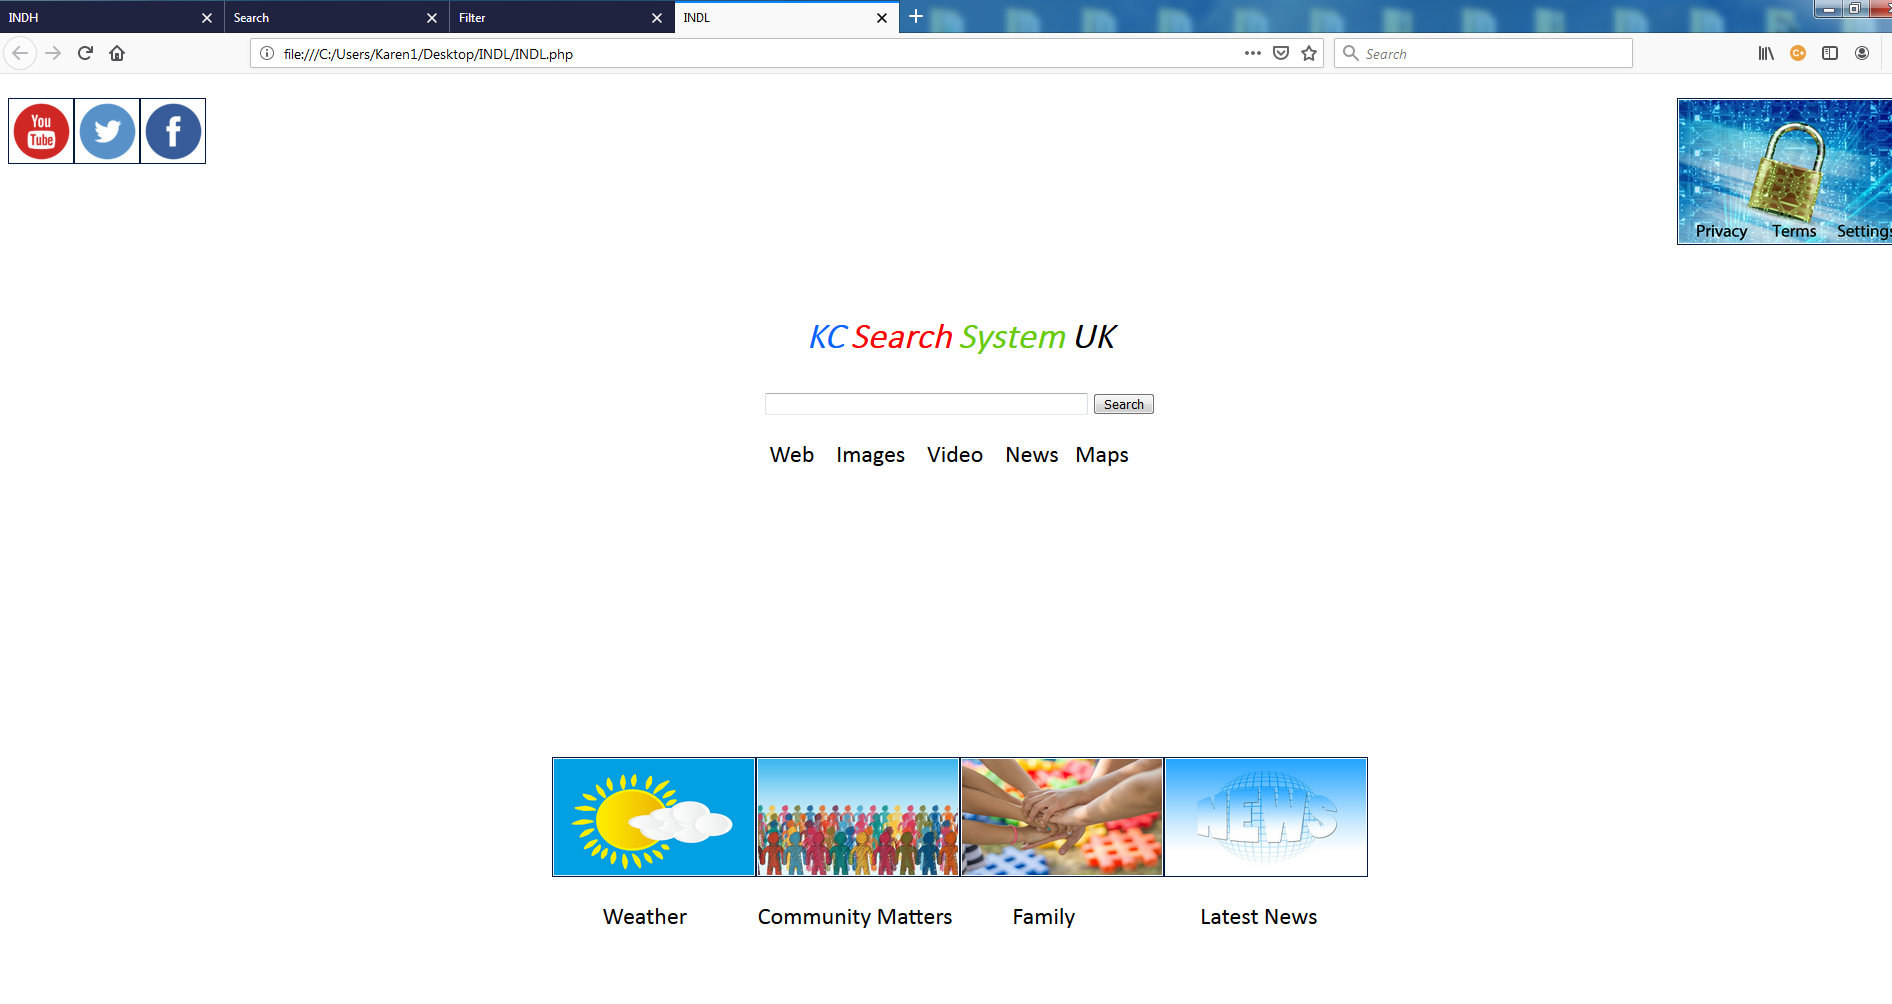 INDH
Search
Filter
INDL
file:///C:/Users/Karen1/Desktop/INDL/INDL.php
Search
You
Tube
Privacy Terms Settings
KC Search System UK
Search
Web Images Video News Maps
NEWS
Weather Community Matters Family Latest News